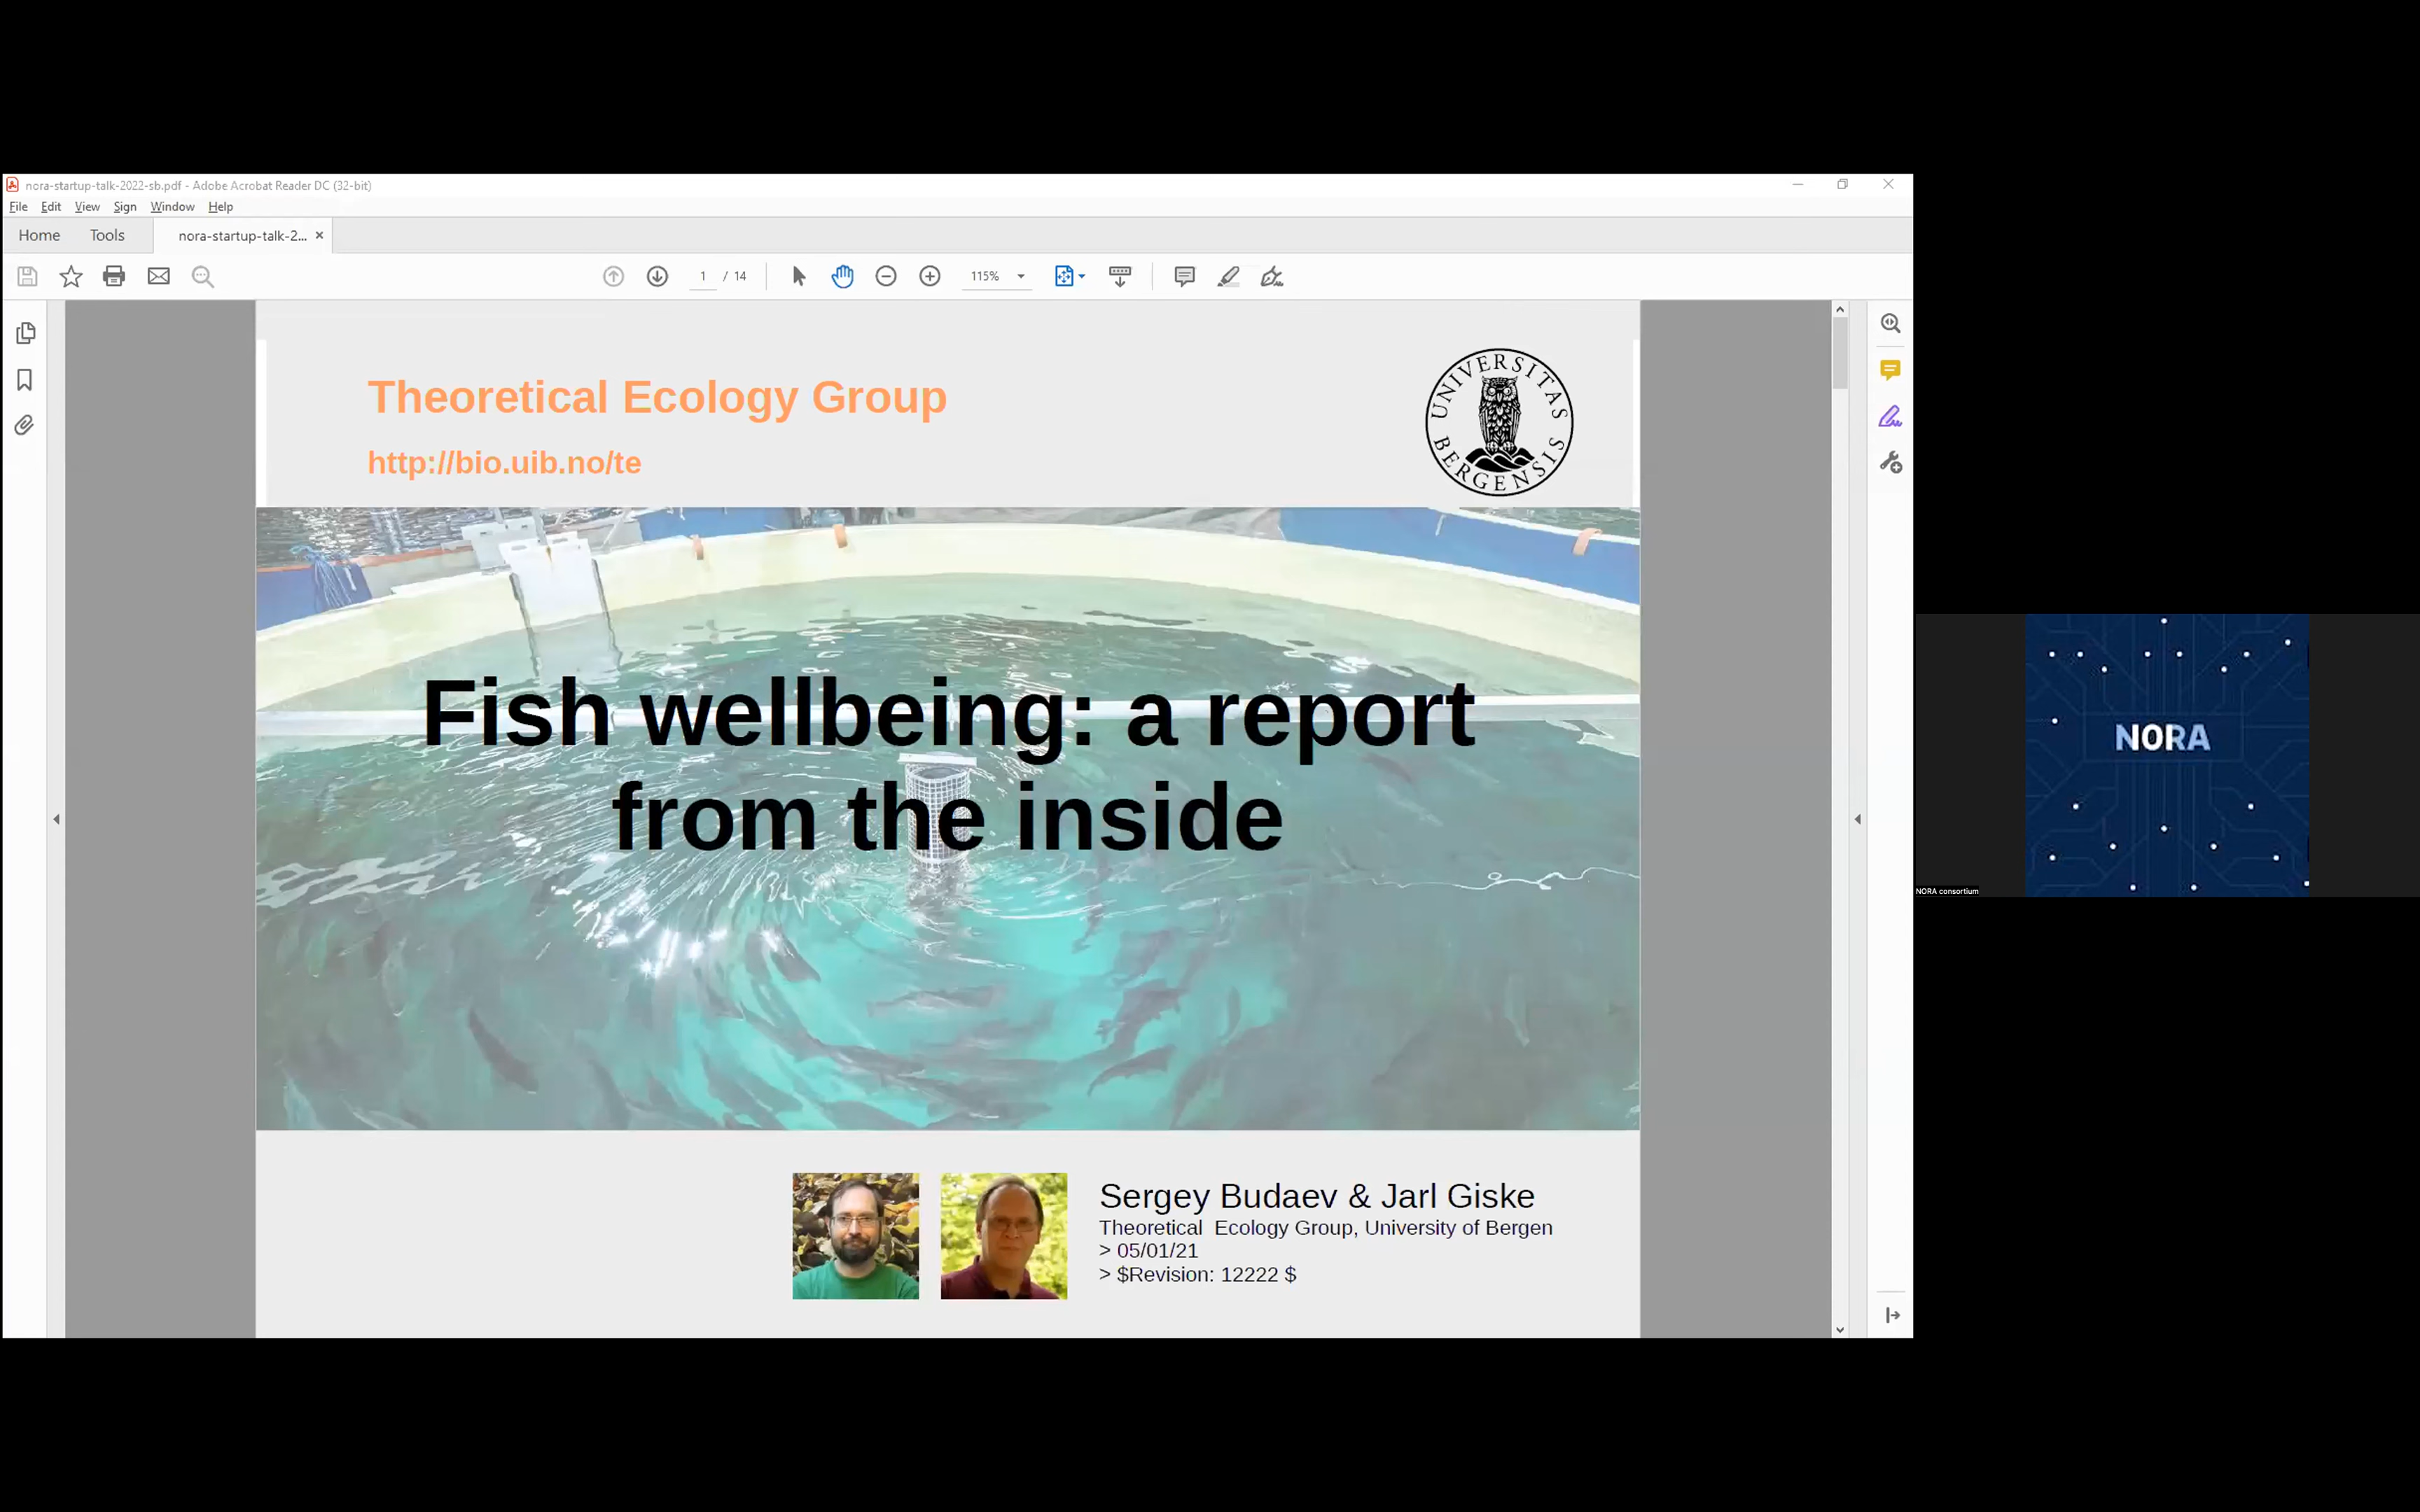 nora-startup-talk-2022-sb.pdf - Adobe Acrobat Reader DC (32-bit)
File Edit View Sign Window Help
Home Tools nora-startup-talk-2... ×
1 / 14 115%
Theoretical Ecology Group
http://bio.uib.no/te
UNIVERSITAS BERGENSIS
Fish wellbeing: a report
from the inside
Sergey Budaev & Jarl Giske
Theoretical Ecology Group, University of Bergen
> 05/01/21
> $Revision: 12222 $
NORA
NORA consortium